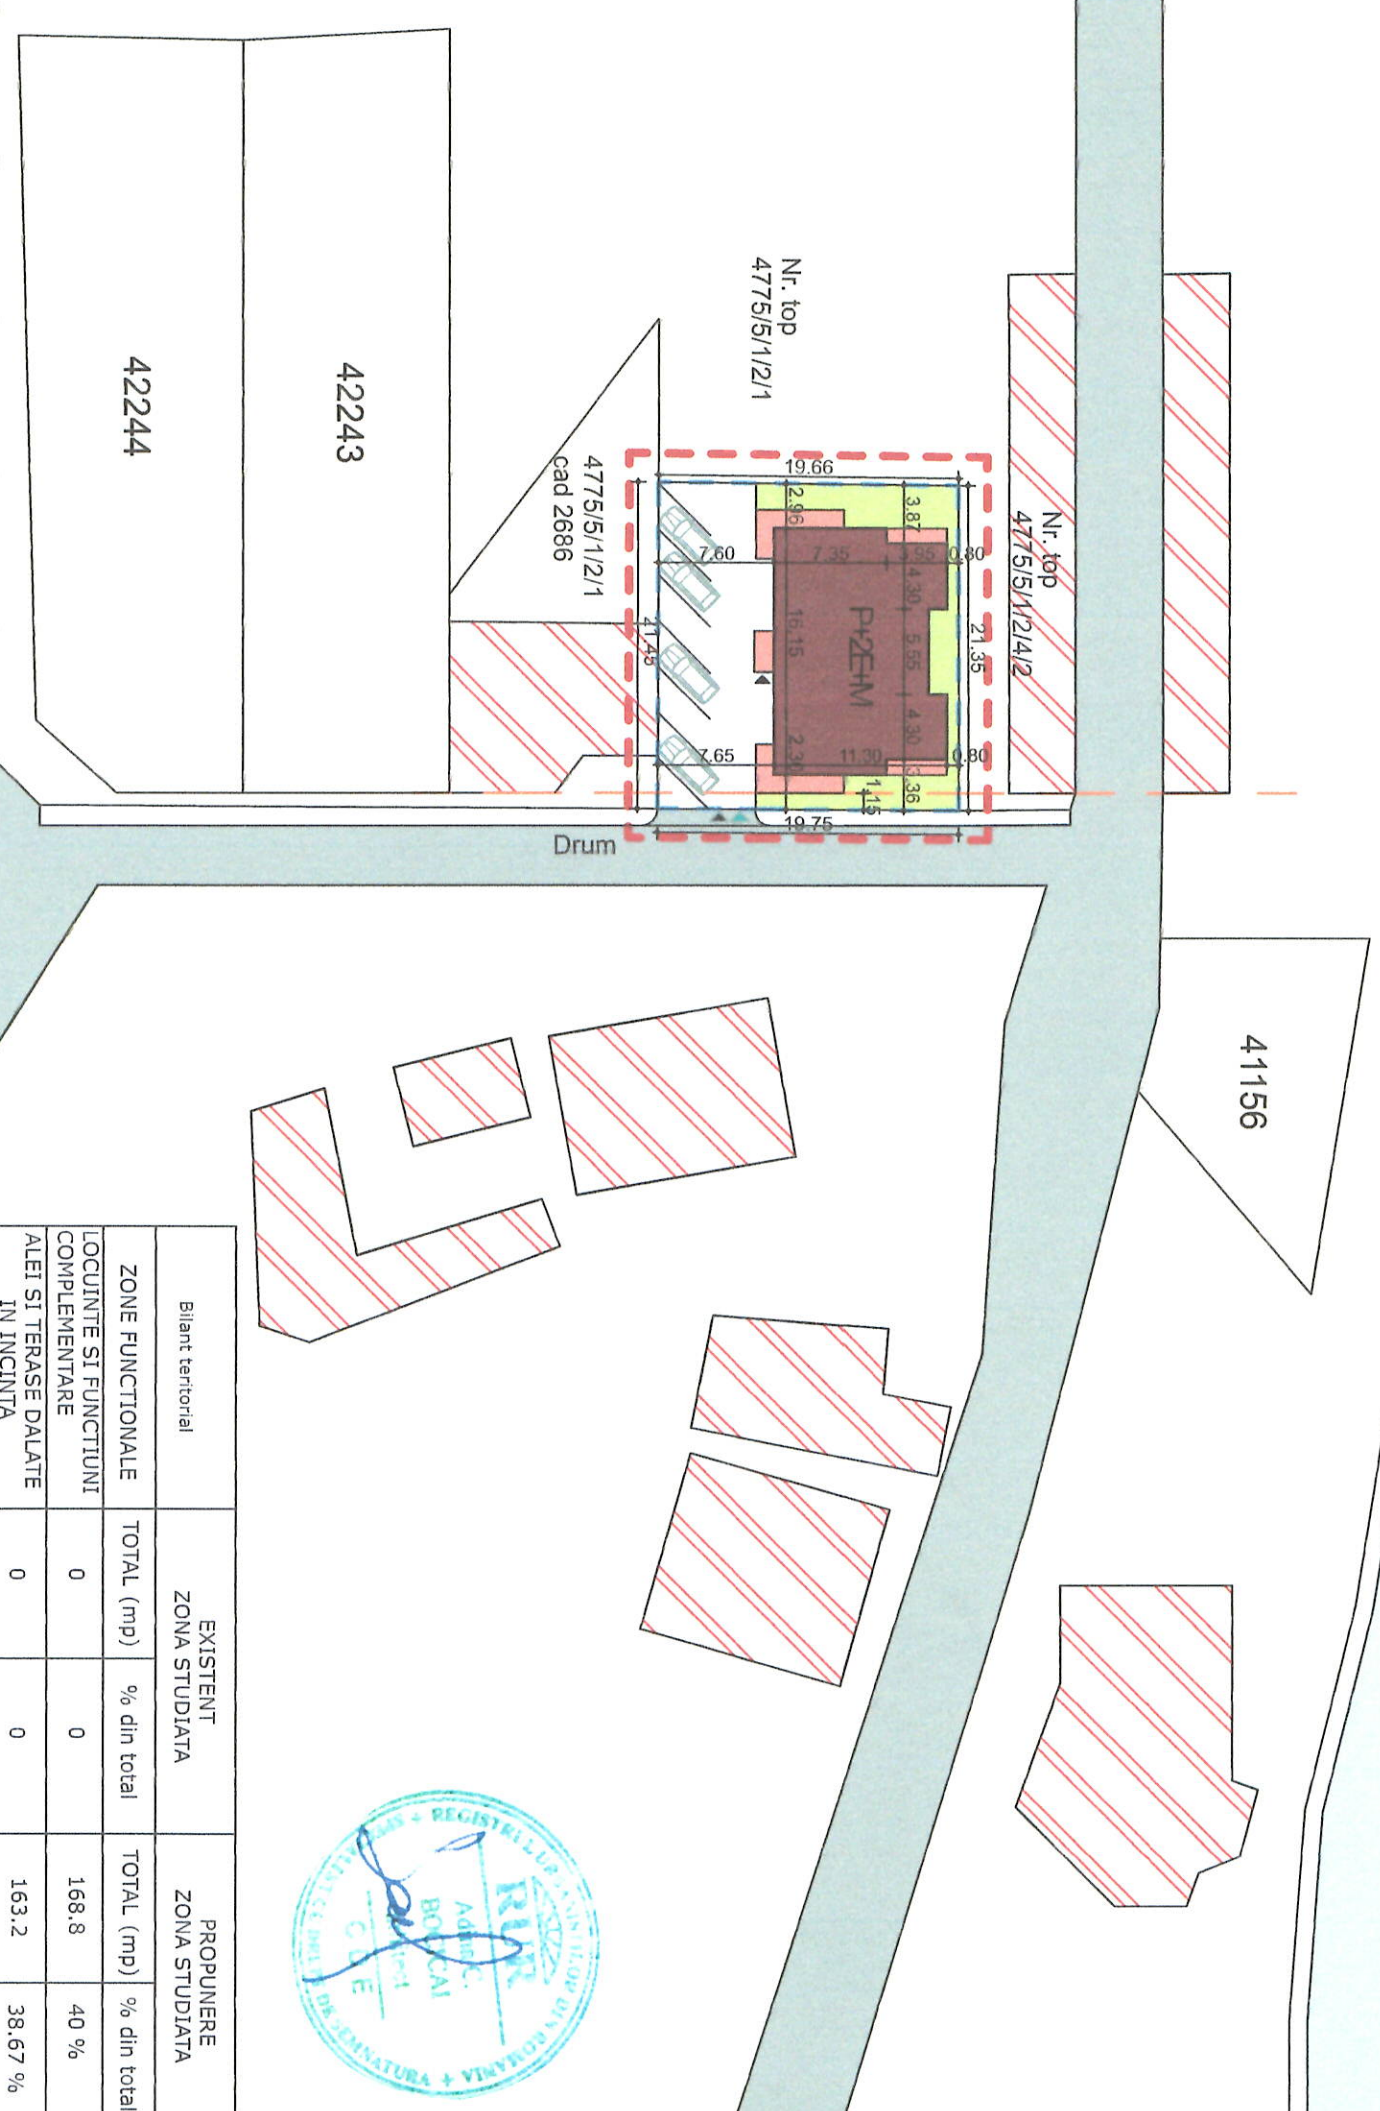 42244
42243
Nr. top
4775/5/1/2/1
4775/5/1/2/1
cad 2686
Nr. top
4775/5/1/2/4/2
19.66
2.96
3.87
7.60
7.35
3.95
0.80
4.30
16.15
5.55
21.35
P+2E+M
4.30
7.65
11.30
0.80
3.36
1.15
19.75
Drum
41156
Bilant teritorial
EXISTENT
ZONA STUDIATA
PROPUNERE
ZONA STUDIATA
ZONE FUNCTIONALE
TOTAL (mp)
% din total
TOTAL (mp)
% din total
LOCUINTE SI FUNCTIUNI
COMPLEMENTARE
0
0
168.8
40 %
ALEI SI TERASE DALATE
IN INCINTA
0
0
163.2
38.67 %
RUR